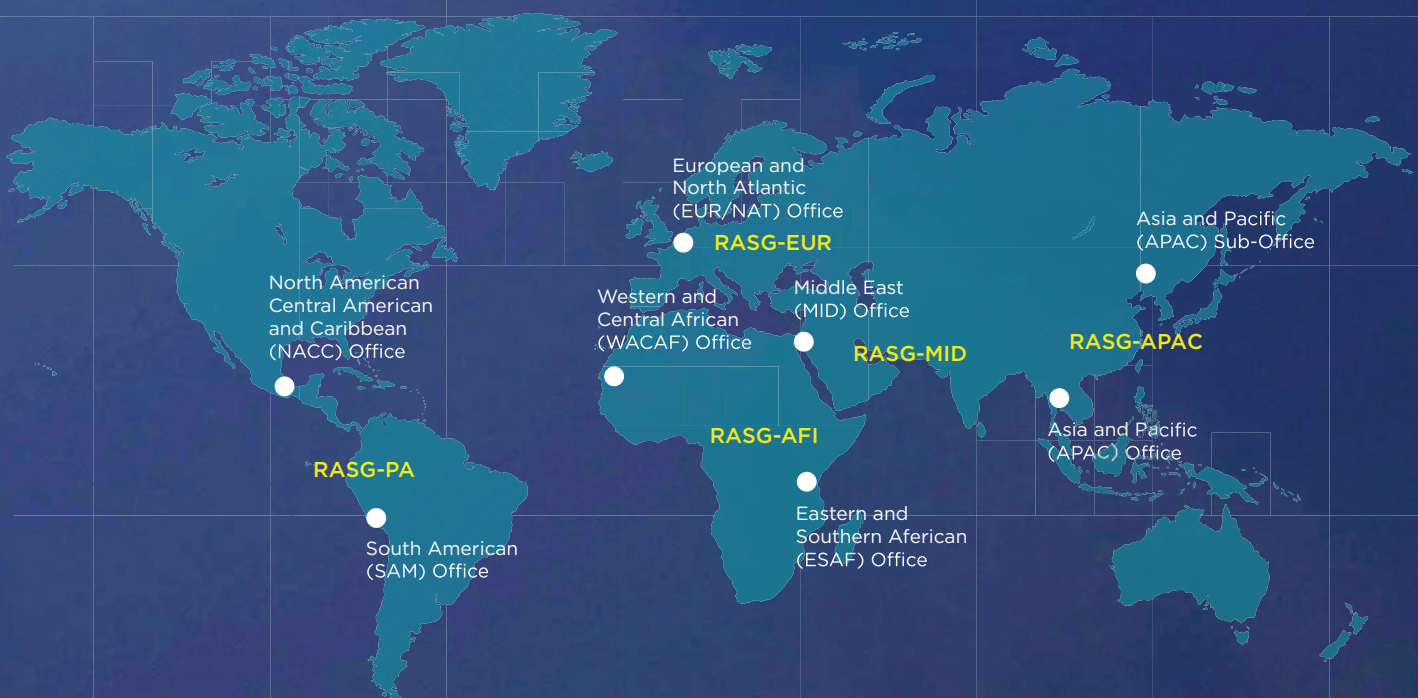 European and
North Atlantic
(EUR/NAT) Office
RASG-EUR
Asia and Pacific
(APAC) Sub-Office
North American
Central American
and Caribbean
(NACC) Office
Western and
Central African
(WACAF) Office
Middle East
(MID) Office
RASG-MID
RASG-APAC
Asia and Pacific
(APAC) Office
RASG-AFI
RASG-PA
Eastern and
Southern Aferican
(ESAF) Office
South American
(SAM) Office